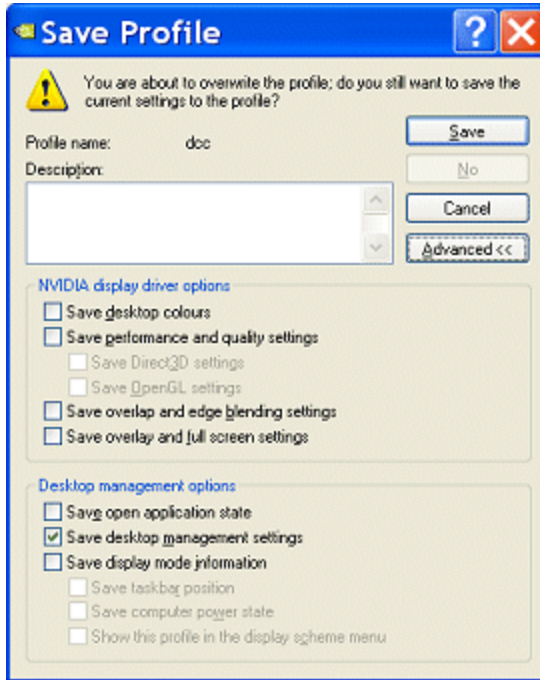 Save Profile
You are about to overwrite the profile; do you still want to save the
current settings to the profile?
Save
Profile name: dcc
No
Description:
Cancel
Advanced <<
NVIDIA display driver options
Save desktop colours
Save performance and quality settings
Save Direct3D settings
Save OpenGL settings
Save overlap and edge blending settings
Save overlay and full screen settings
Desktop management options
Save open application state
Save desktop management settings
Save display mode information
Save taskbar position
Save computer power state
Show this profile in the display scheme menu